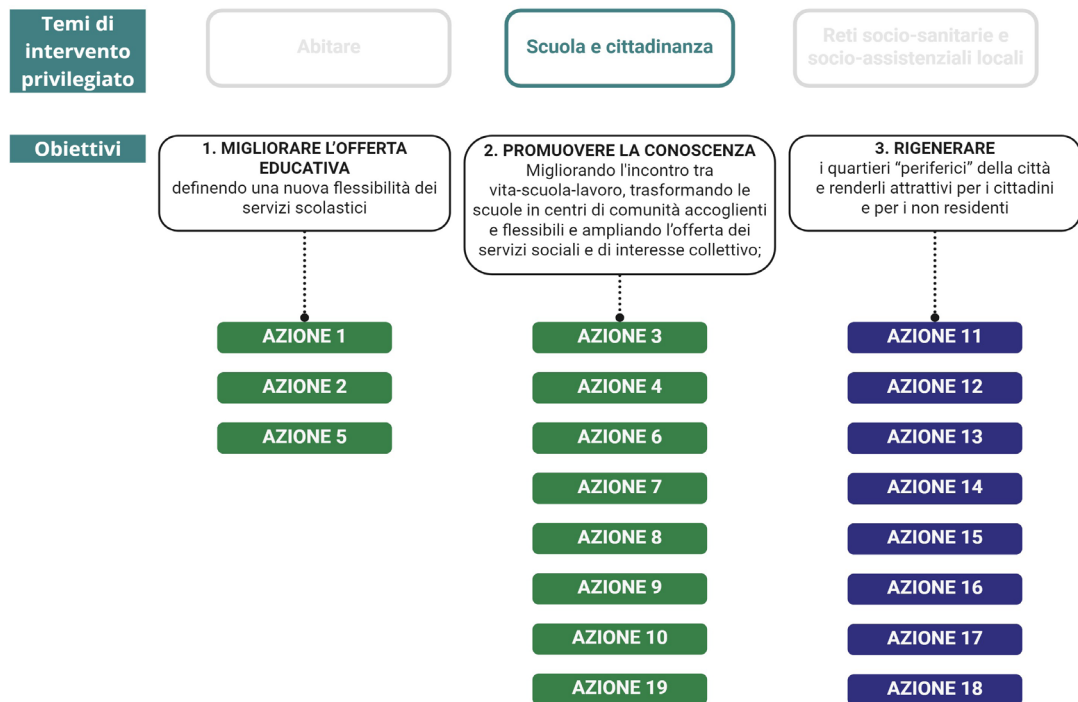 Temi di
intervento
privilegiato
Abitare
Scuola e cittadinanza
Reti socio-sanitarie e
socio-assistenziali locali
Obiettivi
1. MIGLIORARE L'OFFERTA
EDUCATIVA
definendo una nuova flessibilità dei
servizi scolastici
2. PROMUOVERE LA CONOSCENZA
Migliorando l'incontro tra
vita-scuola-lavoro, trasformando le
scuole in centri di comunità accoglienti
e flessibili e ampliando l'offerta dei
servizi sociali e di interesse collettivo;
3. RIGENERARE
i quartieri "periferici" della città
e renderli attrattivi per i cittadini
e per i non residenti
AZIONE 1
AZIONE 2
AZIONE 5
AZIONE 3
AZIONE 4
AZIONE 6
AZIONE 7
AZIONE 8
AZIONE 9
AZIONE 10
AZIONE 19
AZIONE 11
AZIONE 12
AZIONE 13
AZIONE 14
AZIONE 15
AZIONE 16
AZIONE 17
AZIONE 18